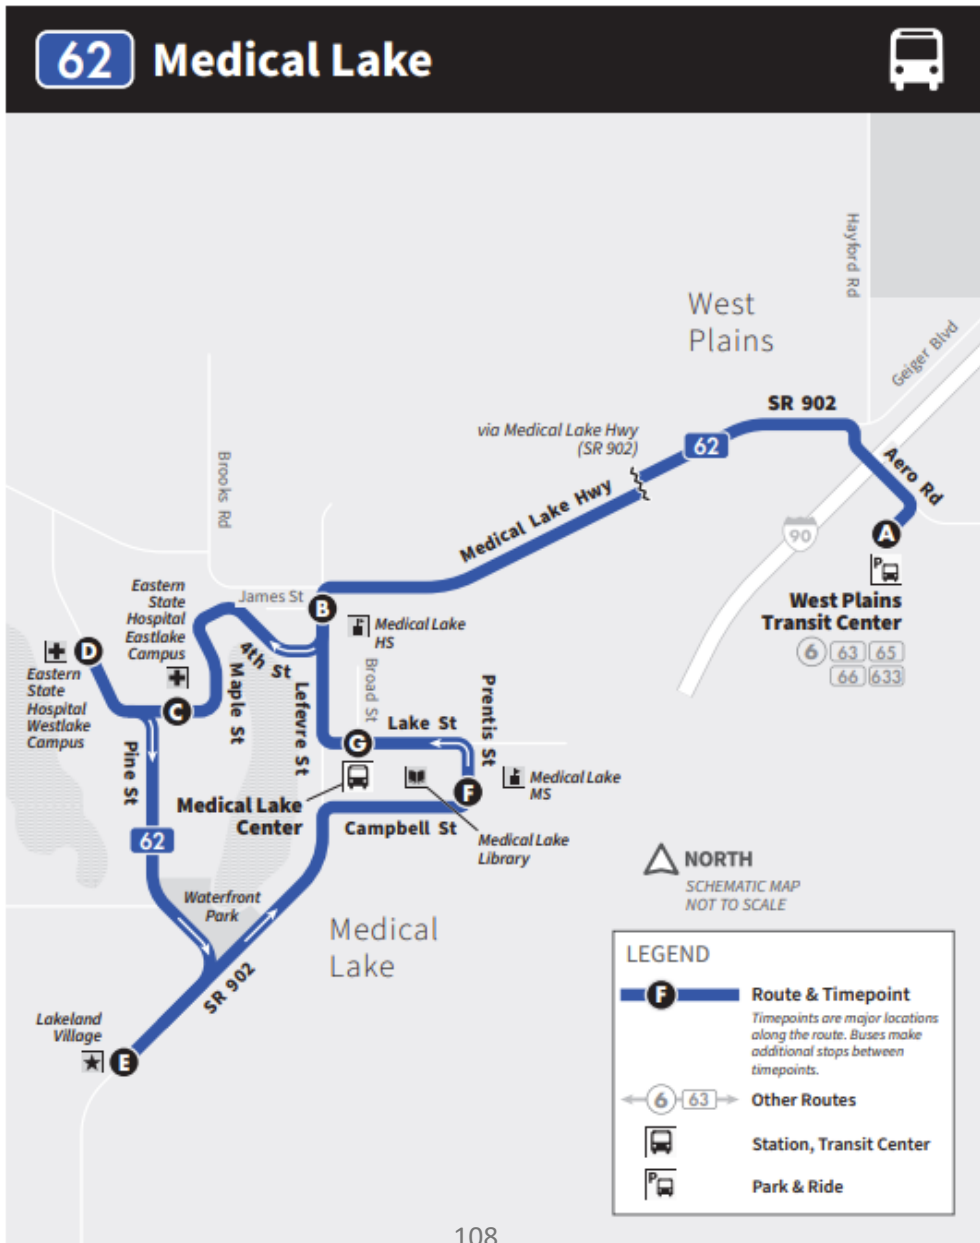 62 Medical Lake
Hayford Rd
West
Plains
Geiger Blvd
SR 902
via Medical Lake Hwy
(SR 902)
62
Aero Rd
Brooks Rd
Medical Lake Hwy
90
A
P
West Plains
Transit Center
6 63 65
66 633
Eastern
State
Hospital
Eastlake
Campus
James St
B
Medical Lake
HS
4th St
D
Eastern
State
Hospital
Westlake
Campus
C
Maple St
Lefevre St
Broad St
Prentis St
Lake St
G
Pine St
Medical Lake
Center
F
Medical Lake
MS
Campbell St
Medical Lake
Library
62
NORTH
SCHEMATIC MAP
NOT TO SCALE
Waterfront
Park
Medical
Lake
SR 902
Lakeland
Village
E
LEGEND
F Route & Timepoint
Timepoints are major locations
along the route. Buses make
additional stops between
timepoints.
6 63 Other Routes
Station, Transit Center
P Park & Ride
108